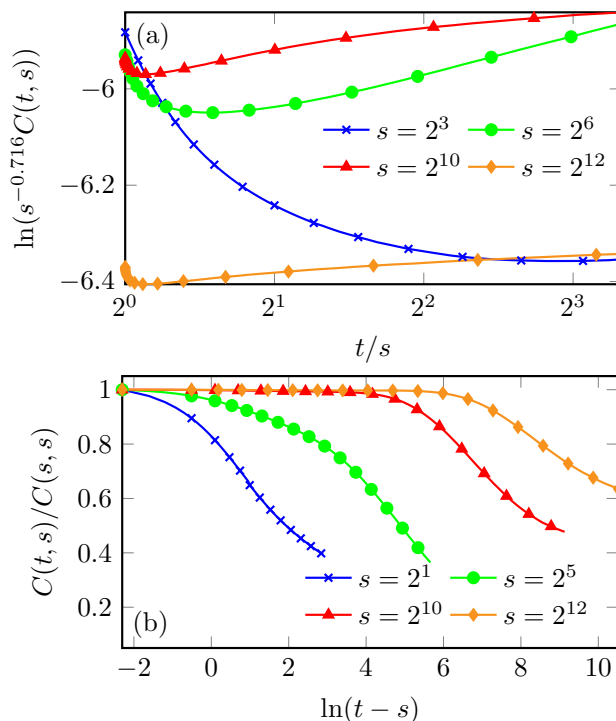 (a)
−6
−6.2
−6.4
ln(s^{−0.716}C(t, s))
s = 2^3
s = 2^6
s = 2^{10}
s = 2^{12}
2^0
2^1
2^2
2^3
t/s
1
0.8
0.6
0.4
0.2
C(t, s)/C(s, s)
s = 2^1
s = 2^5
s = 2^{10}
s = 2^{12}
(b)
−2
0
2
4
6
8
10
ln(t − s)